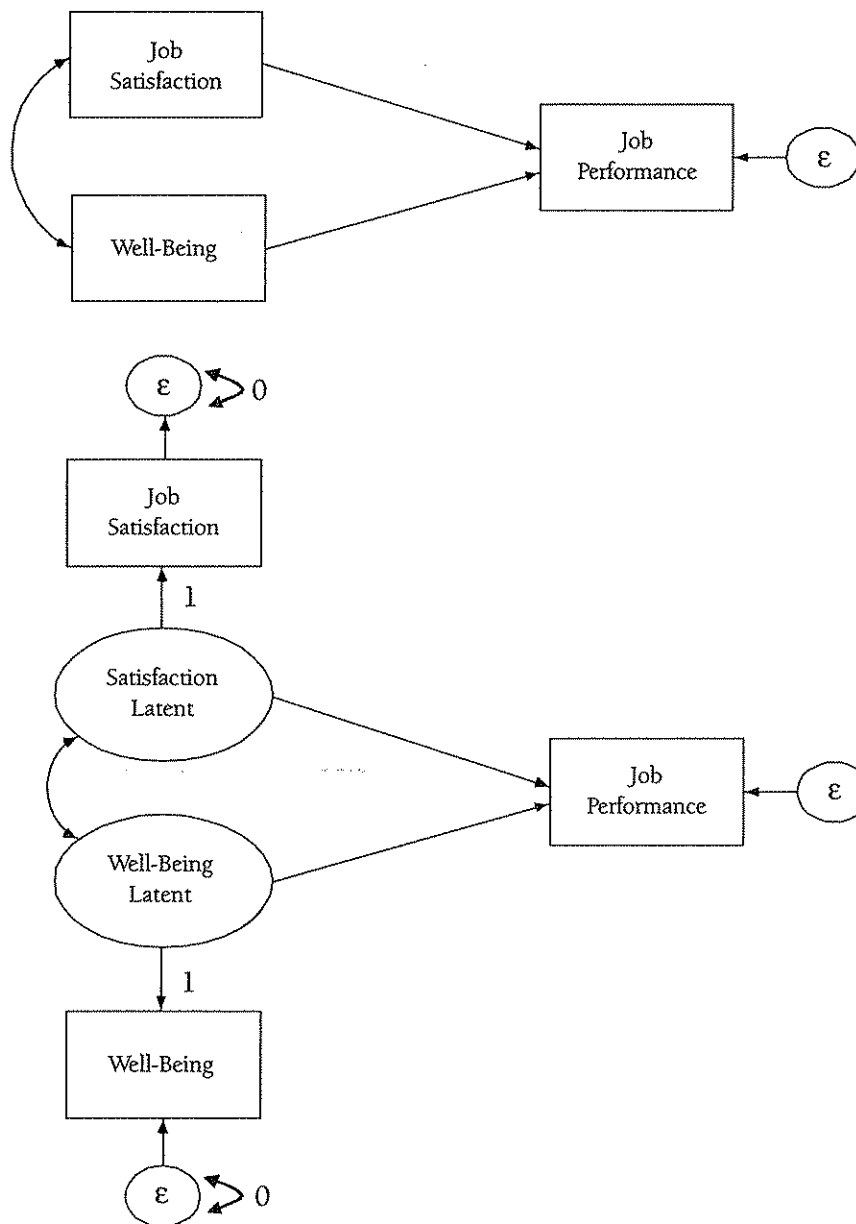 Job
Satisfaction
Job
Performance
ε
Well-Being
ε
0
Job
Satisfaction
1
Satisfaction
Latent
Job
Performance
ε
Well-Being
Latent
1
Well-Being
ε
0